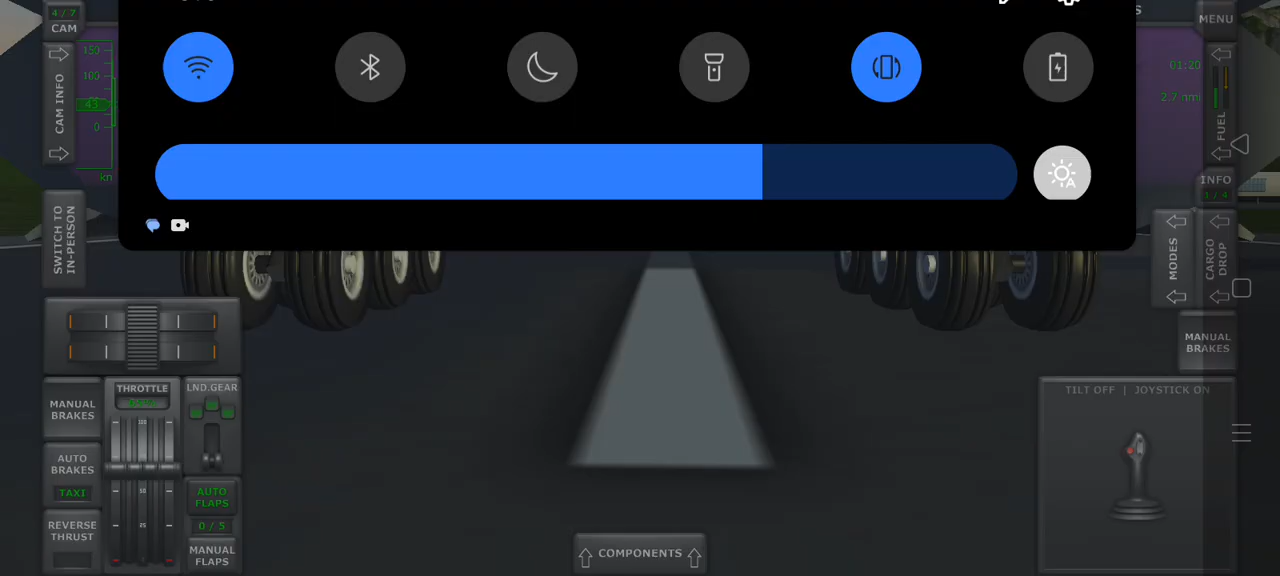 4 / 7
CAM
CAM INFO
150
100
43
0
kn
SWITCH TO
IN-PERSON
S
MENU
01:20
2.7 nmi
FUEL
INFO
1 / 4
MODES
CARGO
DROP
MANUAL
BRAKES
TILT OFF | JOYSTICK ON
MANUAL
BRAKES
THROTTLE
LND.GEAR
AUTO
BRAKES
TAXI
REVERSE
THRUST
AUTO
FLAPS
0 / 5
MANUAL
FLAPS
COMPONENTS
A